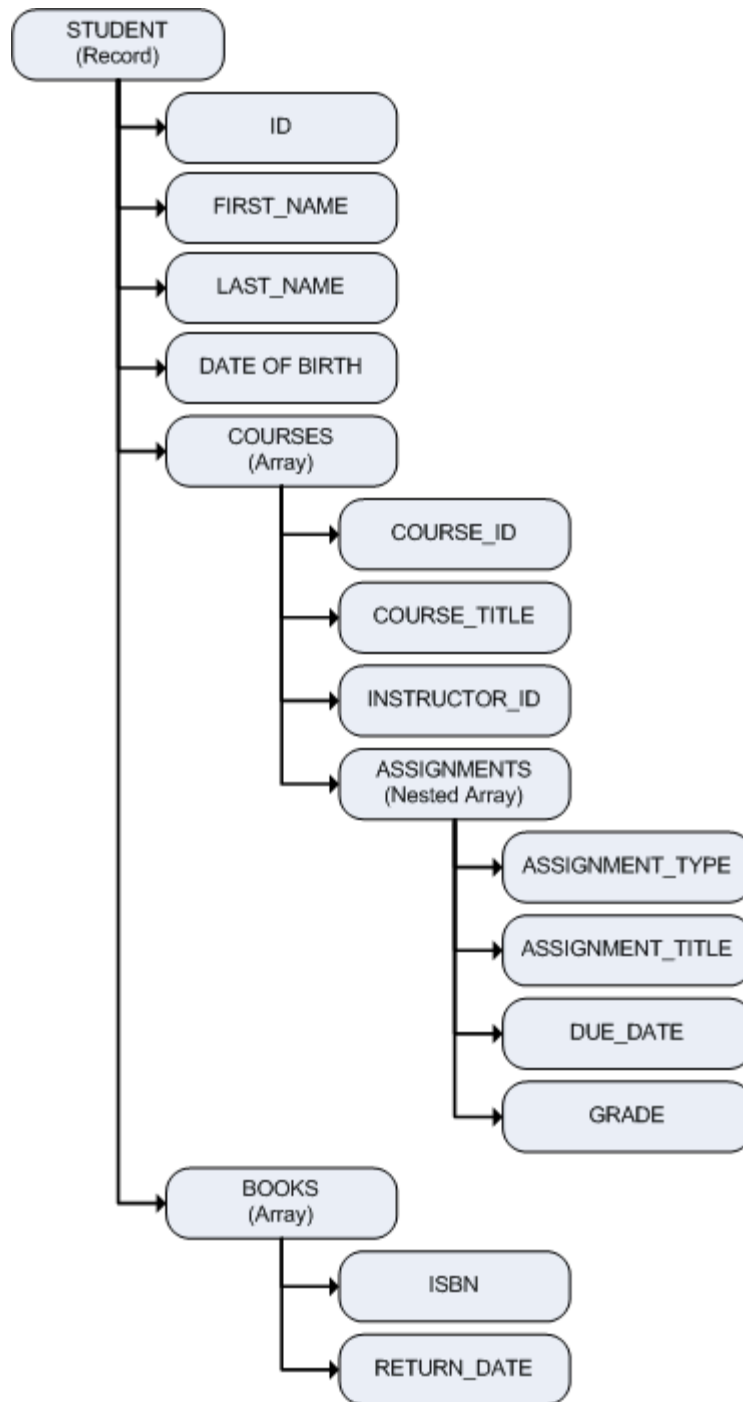 STUDENT
(Record)
ID
FIRST_NAME
LAST_NAME
DATE OF BIRTH
COURSES
(Array)
COURSE_ID
COURSE_TITLE
INSTRUCTOR_ID
ASSIGNMENTS
(Nested Array)
ASSIGNMENT_TYPE
ASSIGNMENT_TITLE
DUE_DATE
GRADE
BOOKS
(Array)
ISBN
RETURN_DATE